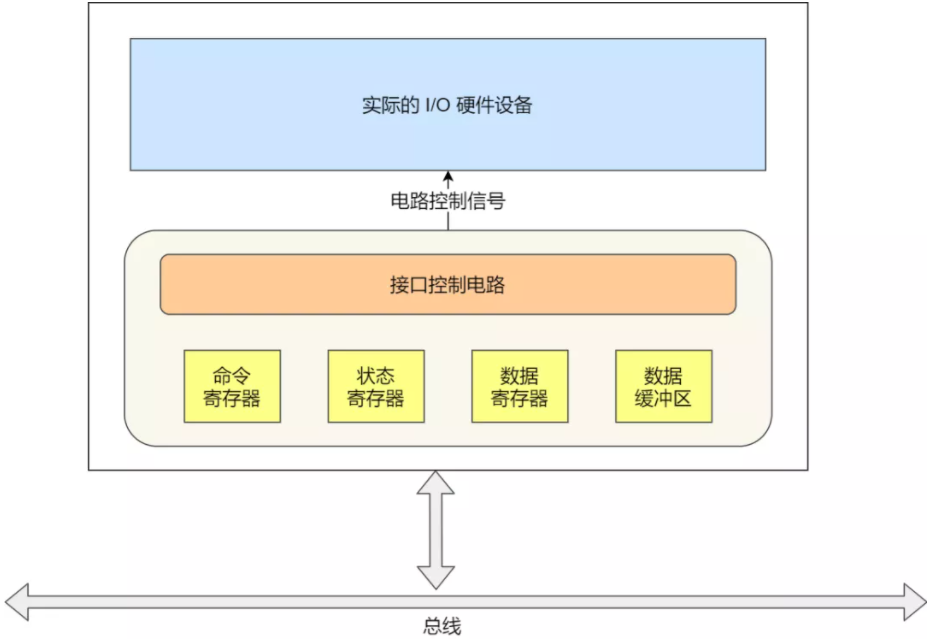 实际的 I/O 硬件设备
电路控制信号
接口控制电路
命令
寄存器
状态
寄存器
数据
寄存器
数据
缓冲区
总线